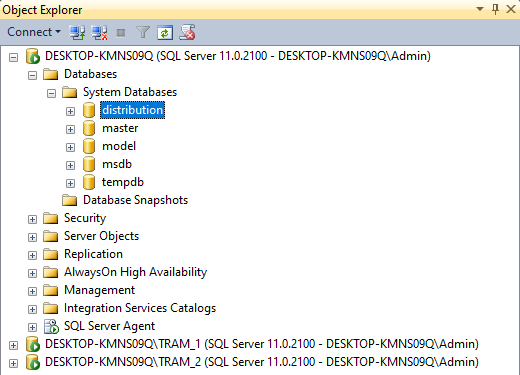 Object Explorer
Connect
DESKTOP-KMNS09Q (SQL Server 11.0.2100 - DESKTOP-KMNS09Q\Admin)
Databases
System Databases
distribution
master
model
msdb
tempdb
Database Snapshots
Security
Server Objects
Replication
AlwaysOn High Availability
Management
Integration Services Catalogs
SQL Server Agent
DESKTOP-KMNS09Q\TRAM_1 (SQL Server 11.0.2100 - DESKTOP-KMNS09Q\Admin)
DESKTOP-KMNS09Q\TRAM_2 (SQL Server 11.0.2100 - DESKTOP-KMNS09Q\Admin)